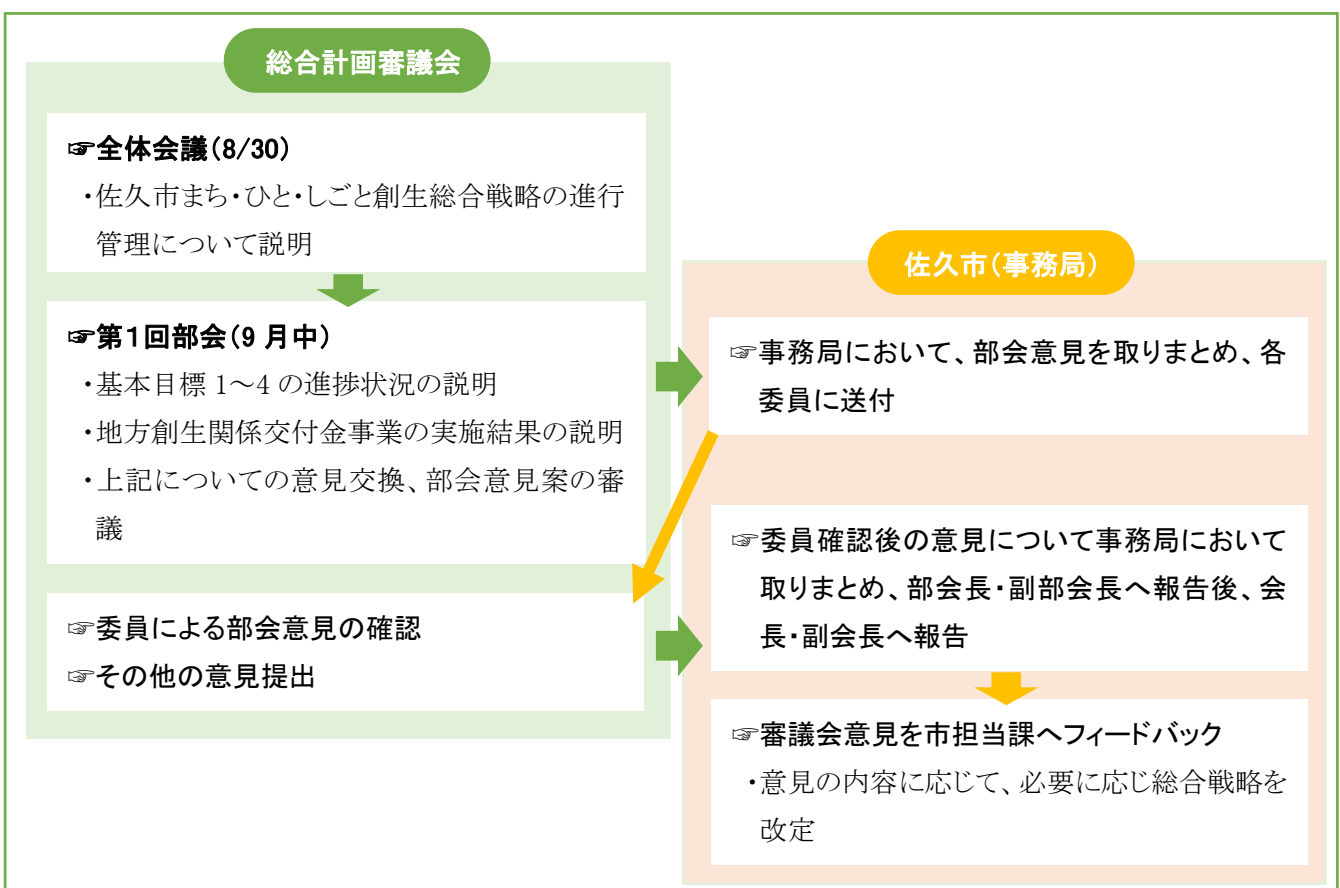 総合計画審議会
☞全体会議(8/30)
・佐久市まち・ひと・しごと創生総合戦略の進行
管理について説明
☞第1回部会(9月中)
・基本目標1～4の進捗状況の説明
・地方創生関係交付金事業の実施結果の説明
・上記についての意見交換、部会意見案の審
議
☞委員による部会意見の確認
☞その他の意見提出
佐久市(事務局)
☞事務局において、部会意見を取りまとめ、各
委員に送付
☞委員確認後の意見について事務局において
取りまとめ、部会長・副部会長へ報告後、会
長・副会長へ報告
☞審議会意見を市担当課へフィードバック
・意見の内容に応じて、必要に応じ総合戦略を
改定